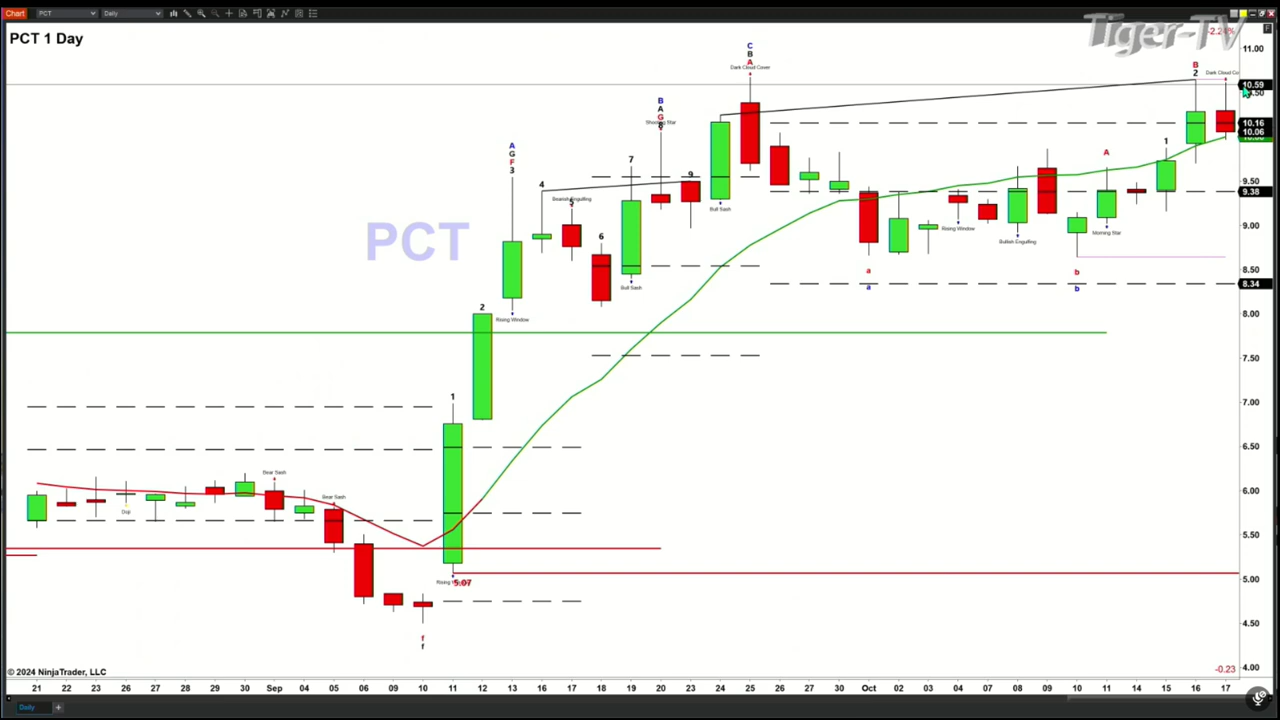 Chart PCT Daily
Tiger-TV
-2.24%
PCT 1 Day
C
B
A
Dark Cloud Cover
11.00
B
2
Dark Cloud Co
10.59
B
A
G
Shooting Star
10.16
10.06
A
G
F
3
7
9
1
A
4
Bearish Engulfing
5
9.50
9.38
Bull Sash
PCT
6
Rising Window
Morning Star
Bullish Engulfing
9.00
Bull Sash
a
a
b
b
8.50
8.34
2
Rising Window
8.00
7.50
1
7.00
6.50
Bear Sash
Bear Sash
Doji
6.00
5.50
5.07
5.00
4.50
f
f
© 2024 NinjaTrader, LLC
-0.23
4.00
21 22 23 26 27 28 29 30 Sep 04 05 06 09 10 11 12 13 16 17 18 19 20 23 24 25 26 27 30 Oct 02 03 04 07 08 09 10 11 14 15 16 17
Daily +